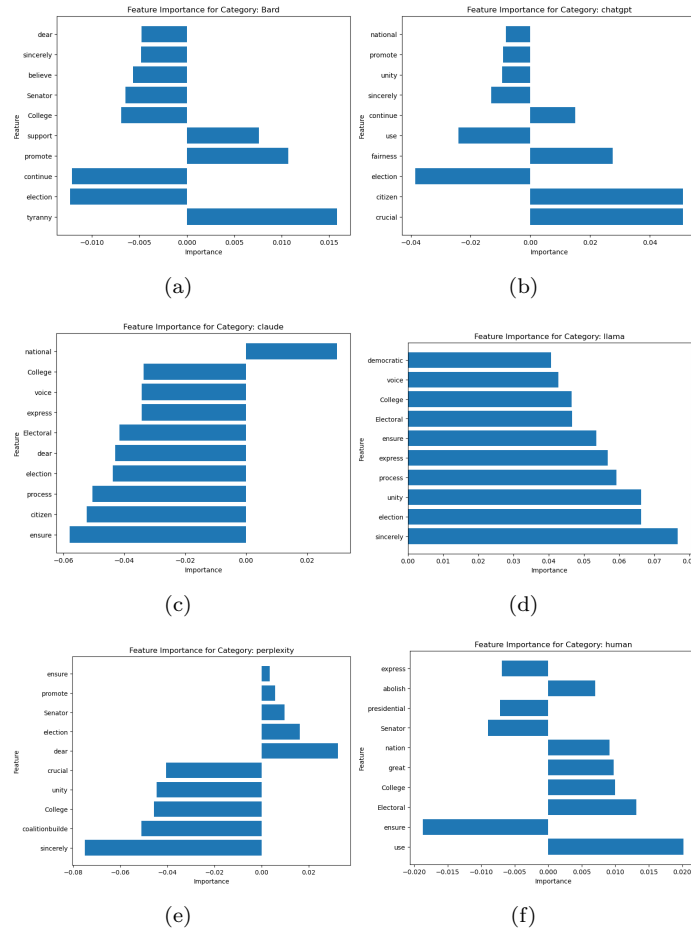 Feature Importance for Category: Bard
dear
sincerely
believe
Senator
College
support
promote
continue
election
tyranny
Feature
−0.010 −0.005 0.000 0.005 0.010 0.015
Importance
(a)
Feature Importance for Category: chatgpt
national
promote
unity
sincerely
continue
use
fairness
election
citizen
crucial
Feature
−0.04 −0.02 0.00 0.02 0.04
Importance
(b)
Feature Importance for Category: claude
national
College
voice
express
Electoral
dear
election
process
citizen
ensure
Feature
−0.06 −0.04 −0.02 0.00 0.02
Importance
(c)
Feature Importance for Category: llama
democratic
voice
College
Electoral
ensure
express
process
unity
election
sincerely
Feature
0.00 0.01 0.02 0.03 0.04 0.05 0.06 0.07 0.0
Importance
(d)
Feature Importance for Category: perplexity
ensure
promote
Senator
election
dear
crucial
unity
College
coalitionbuilde
sincerely
Feature
−0.08 −0.06 −0.04 −0.02 0.00 0.02
Importance
(e)
Feature Importance for Category: human
express
abolish
presidential
Senator
nation
great
College
Electoral
ensure
use
Feature
−0.020 −0.015 −0.010 −0.005 0.000 0.005 0.010 0.015 0.020
Importance
(f)